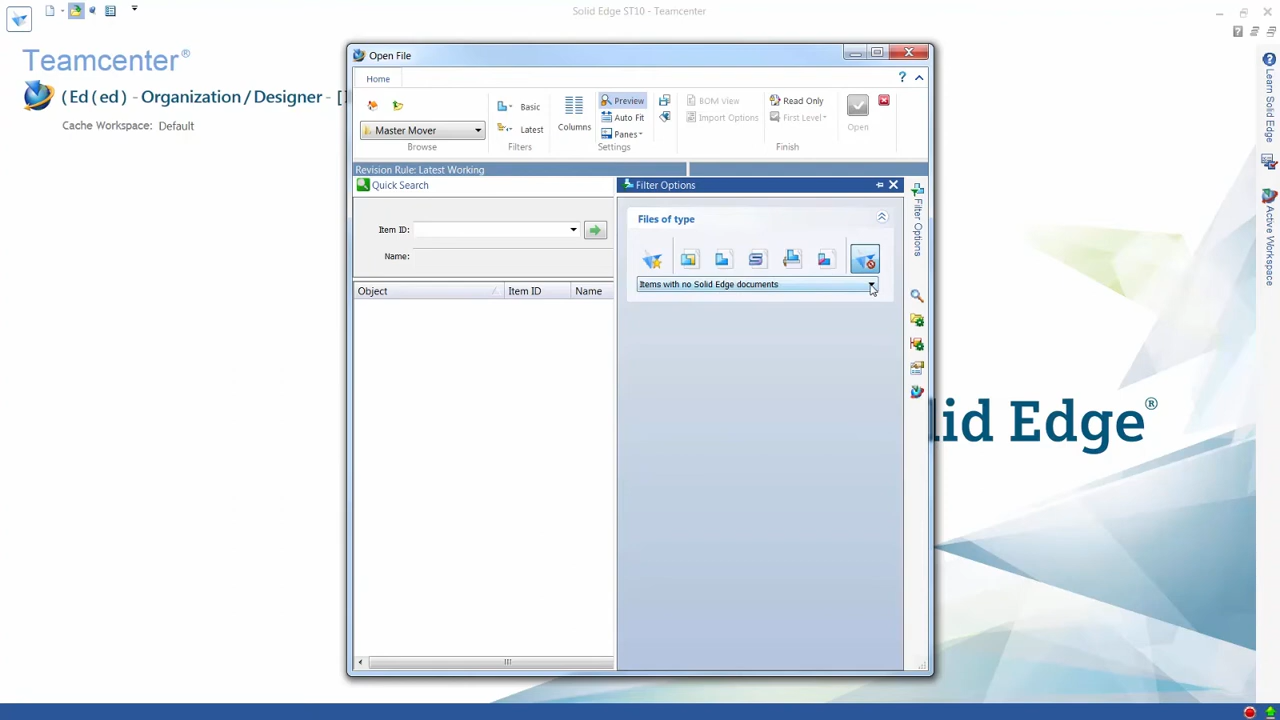 Solid Edge ST10 - Teamcenter
Teamcenter®
(Ed ( ed) - Organization / Designer - [
Cache Workspace: Default
Open File
Home
Master Mover
Browse
Basic
Latest
Filters
Columns
Preview
Auto Fit
Panes
Settings
BOM View
Import Options
Read Only
First Level
Finish
Open
Revision Rule: Latest Working
Quick Search
Item ID:
Name:
Object
Item ID
Name
Filter Options
Files of type
Items with no Solid Edge documents
Filter Options
lid Edge®
Learn Solid Edge
Active Workspace